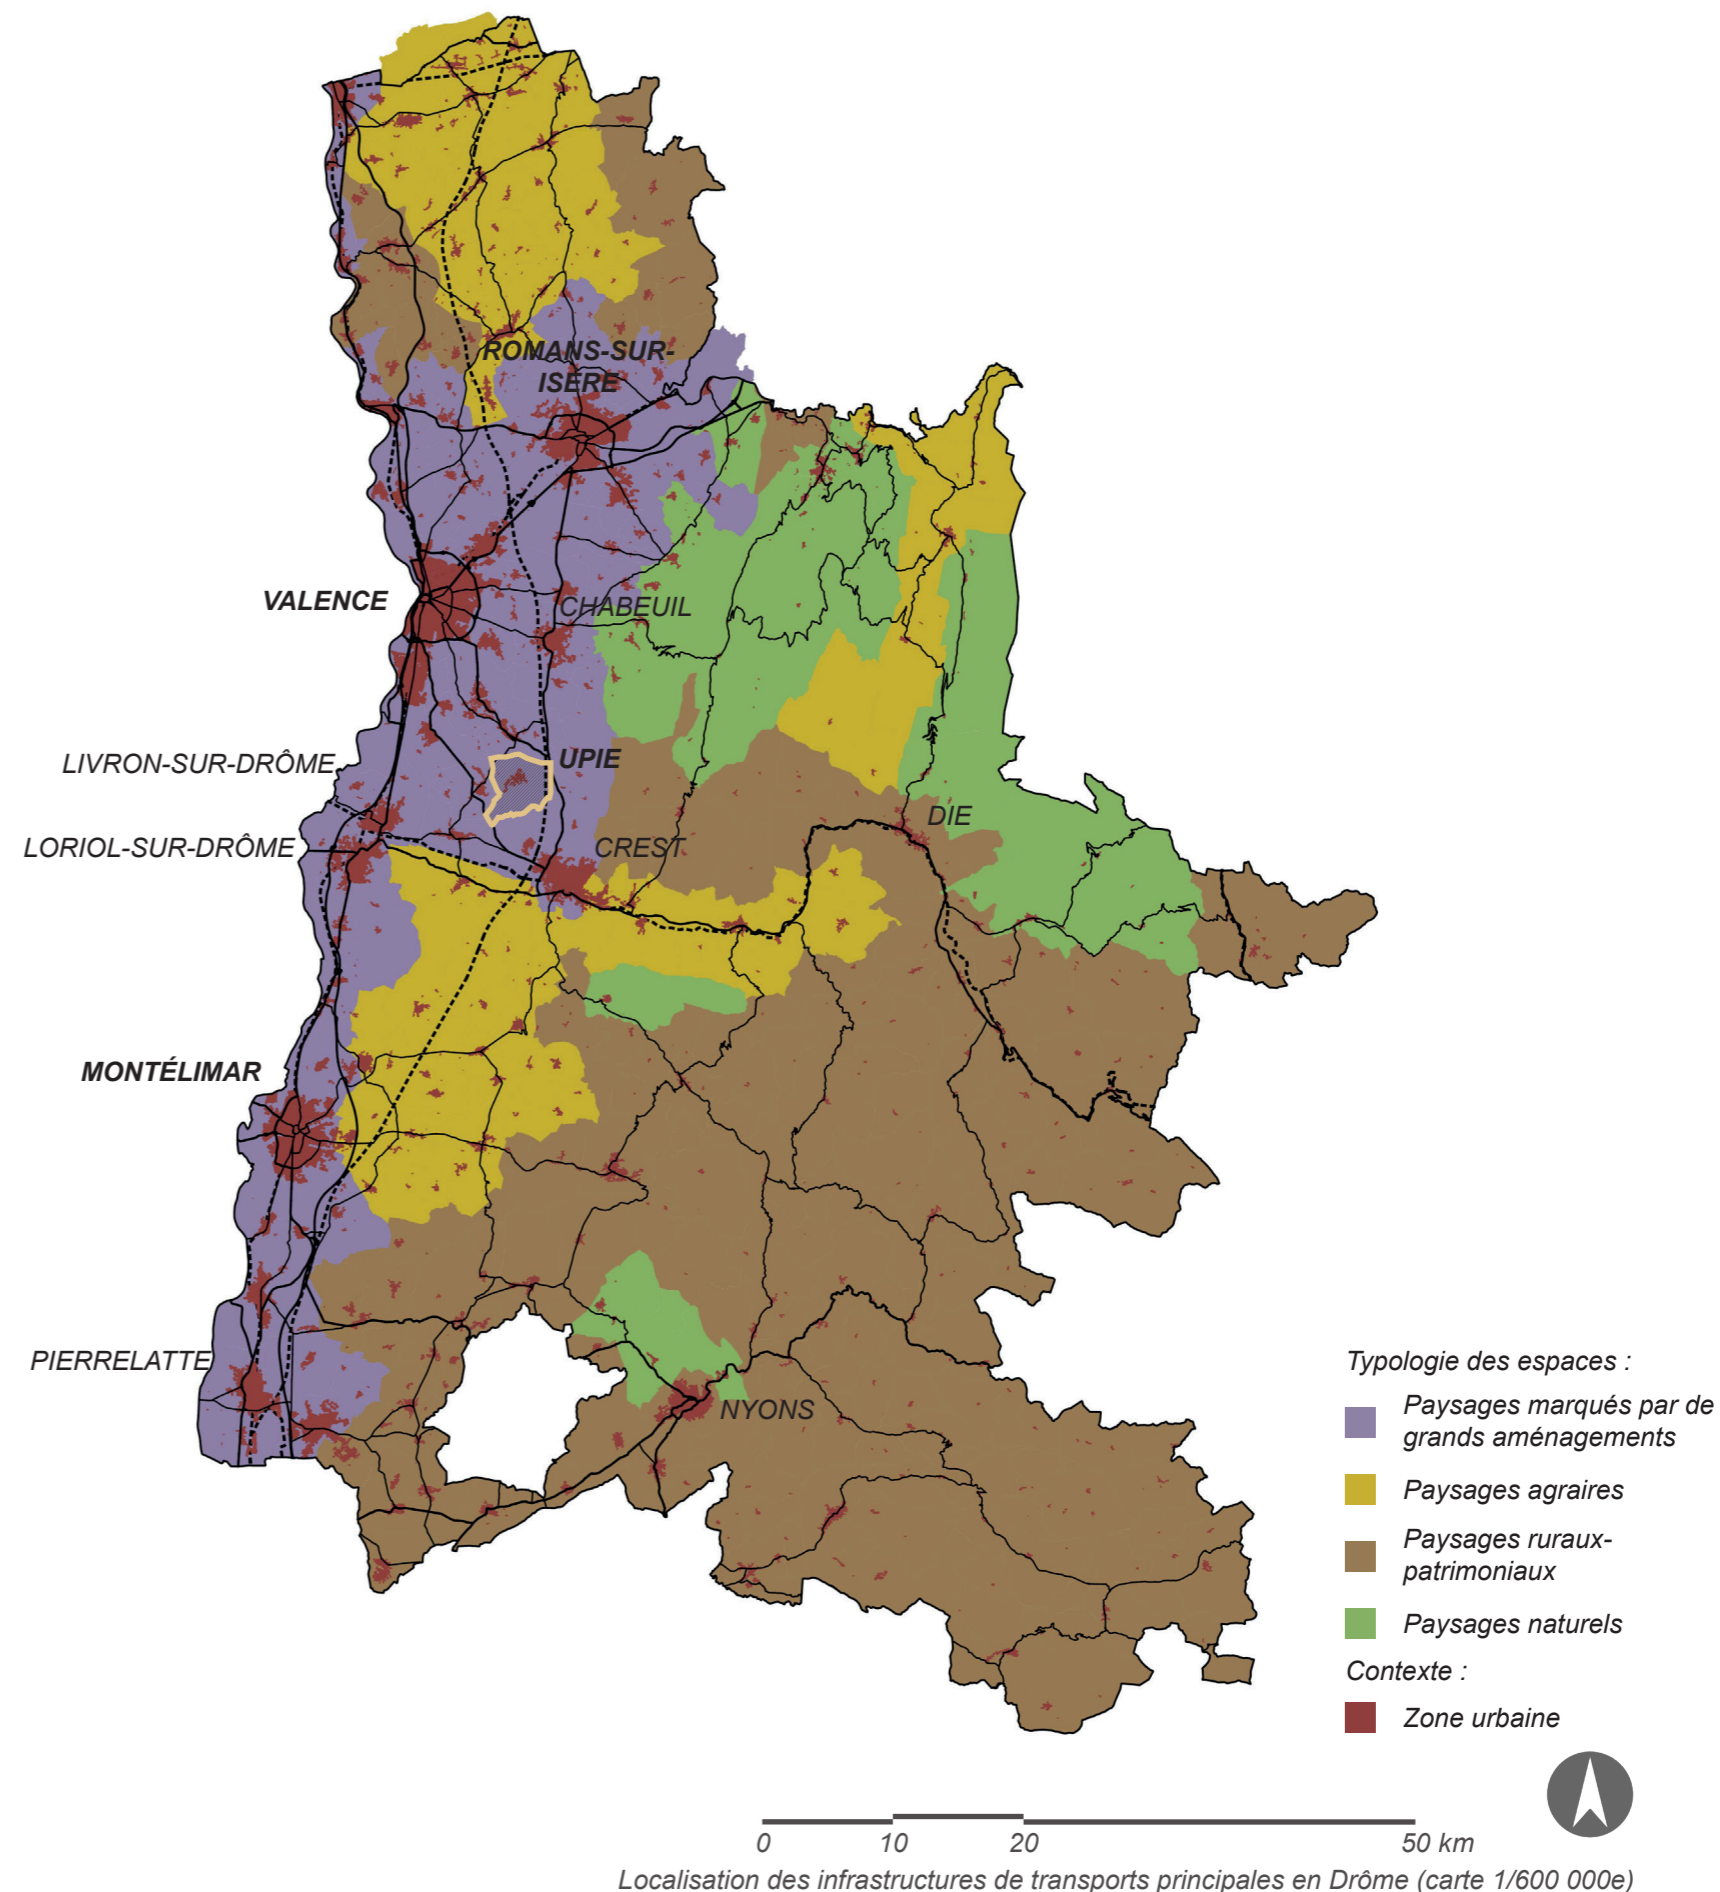 ROMANS-SUR-
ISÈRE
VALENCE
CHABEUIL
LIVRON-SUR-DRÔME
UPIE
DIE
LORIOL-SUR-DRÔME
CREST
MONTÉLIMAR
PIERRELATTE
NYONS
Typologie des espaces :
Paysages marqués par de
grands aménagements
Paysages agraires
Paysages ruraux-
patrimoniaux
Paysages naturels
Contexte :
Zone urbaine
0 10 20 50 km
Localisation des infrastructures de transports principales en Drôme (carte 1/600 000e)